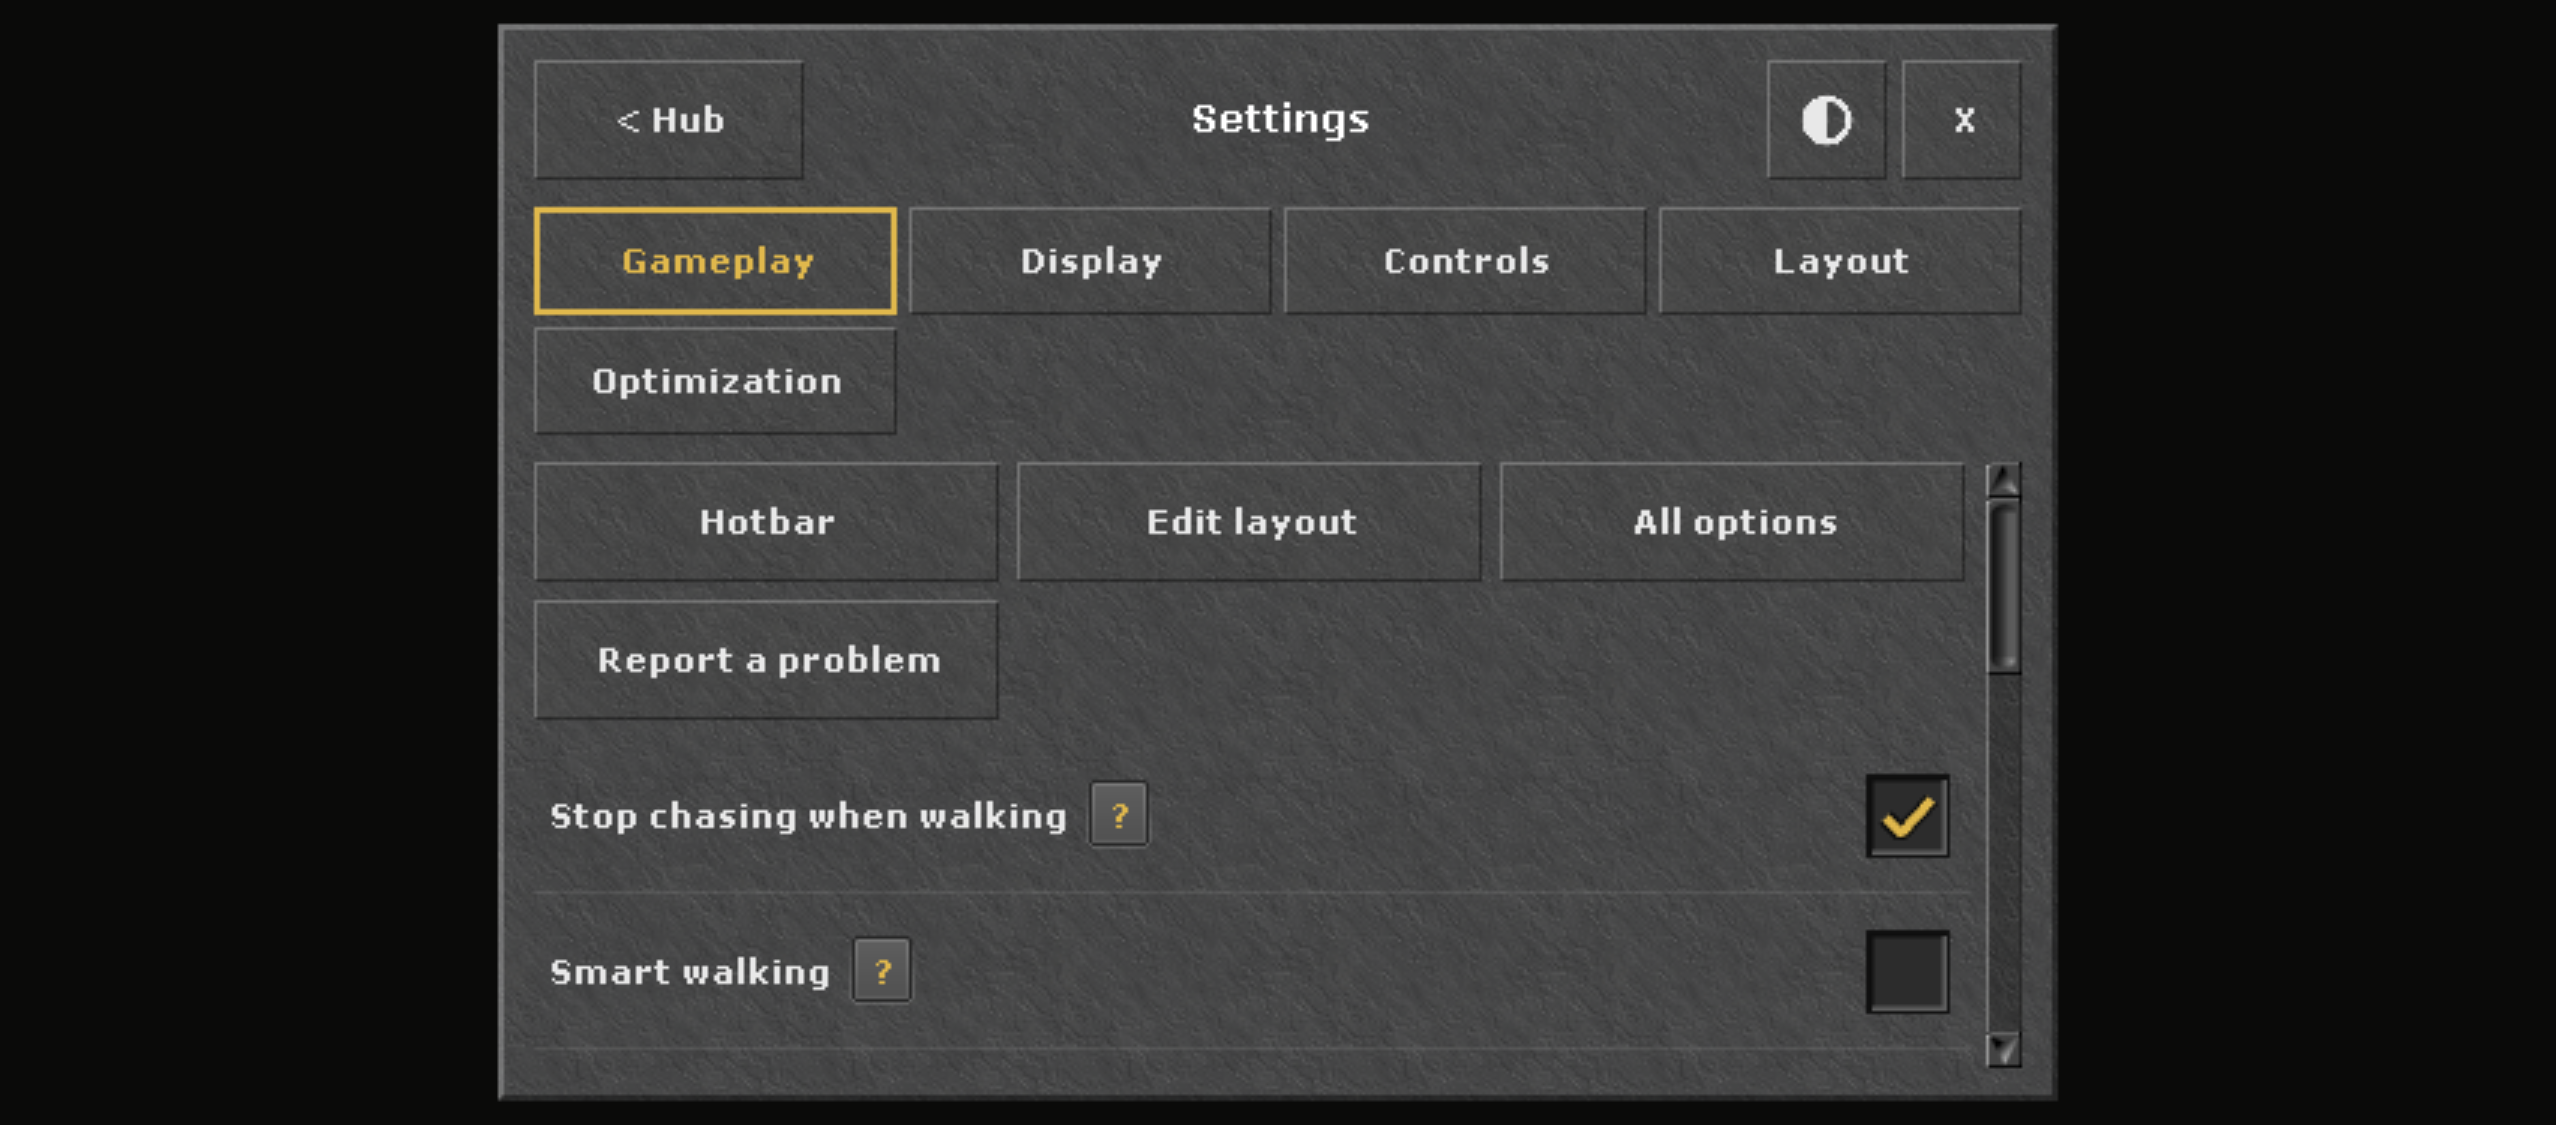 < Hub
Settings
x
Gameplay
Display
Controls
Layout
Optimization
Hotbar
Edit layout
All options
Report a problem
Stop chasing when walking ?
Smart walking ?